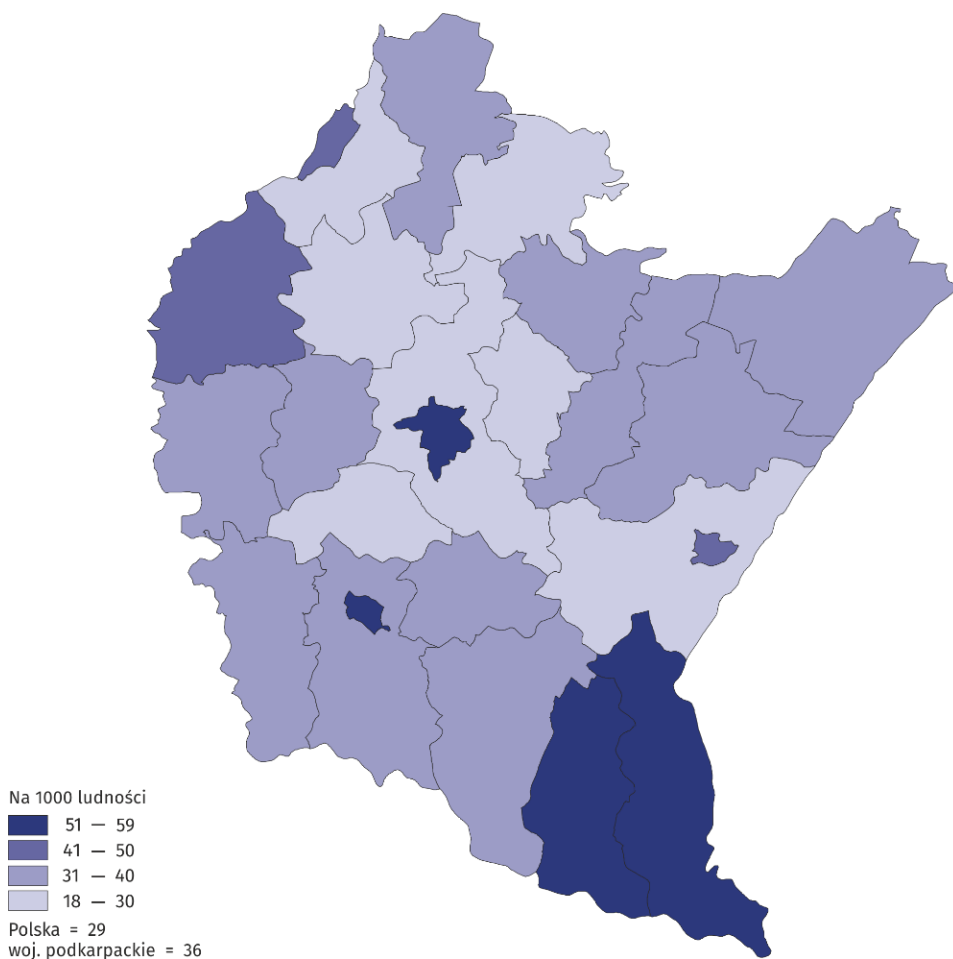 Na 1000 ludności
51 — 59
41 — 50
31 — 40
18 — 30
Polska = 29
woj. podkarpackie = 36